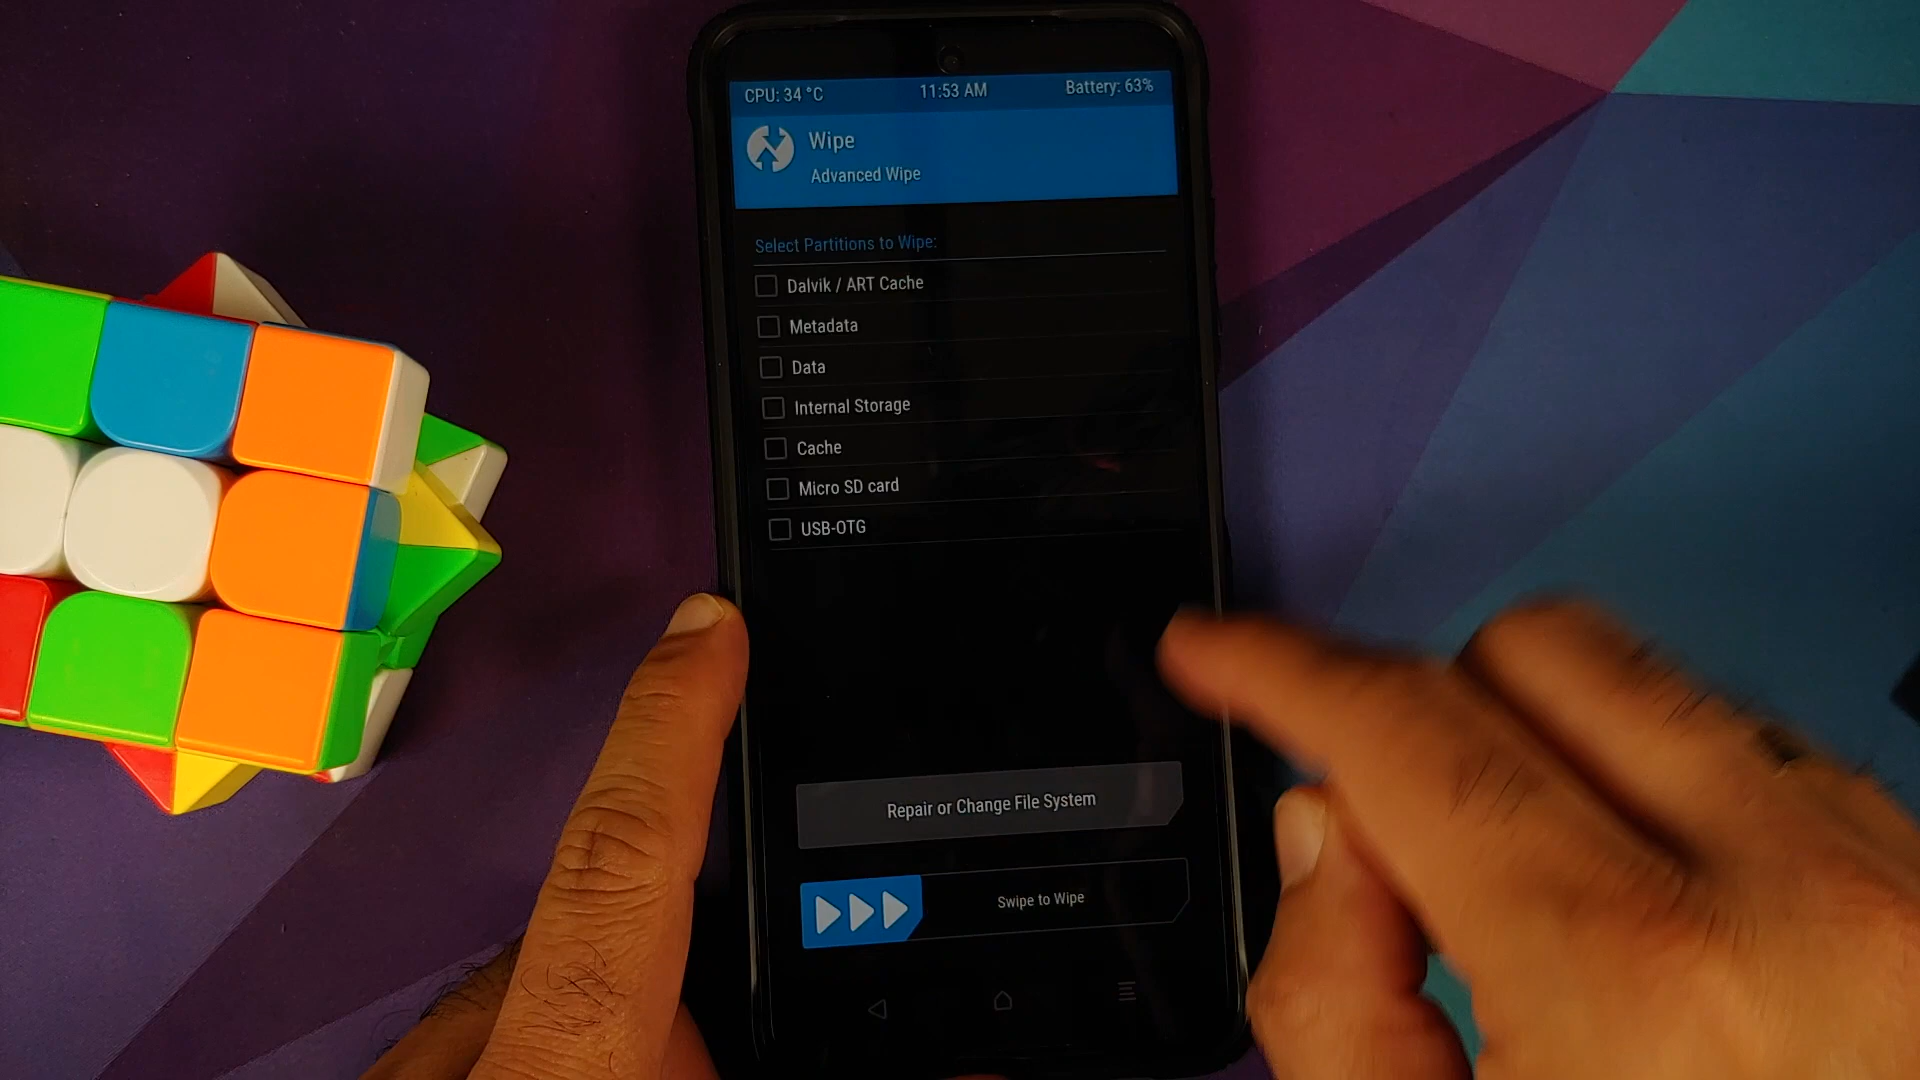 CPU: 34 °C 11:53 AM Battery: 63%
Wipe
Advanced Wipe
Select Partitions to Wipe:
Dalvik / ART Cache
Metadata
Data
Internal Storage
Cache
Micro SD card
USB-OTG
Repair or Change File System
Swipe to Wipe